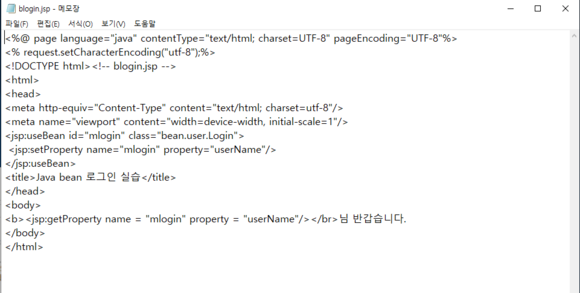 blogin.jsp - 메모장
파일(F) 편집(E) 서식(O) 보기(V) 도움말
<%@ page language="java" contentType="text/html; charset=UTF-8" pageEncoding="UTF-8"%>
<% request.setCharacterEncoding("utf-8");%>
<!DOCTYPE html><!-- blogin.jsp -->
<html>
<head>
<meta http-equiv="Content-Type" content="text/html; charset=utf-8"/>
<meta name="viewport" content="width=device-width, initial-scale=1"/>
<jsp:useBean id="mlogin" class="bean.user.Login">
<jsp:setProperty name="mlogin" property="userName"/>
</jsp:useBean>
<title>Java bean 로그인 실습</title>
</head>
<body>
<b><jsp:getProperty name = "mlogin" property = "userName"/></br>님 반갑습니다.
</body>
</html>